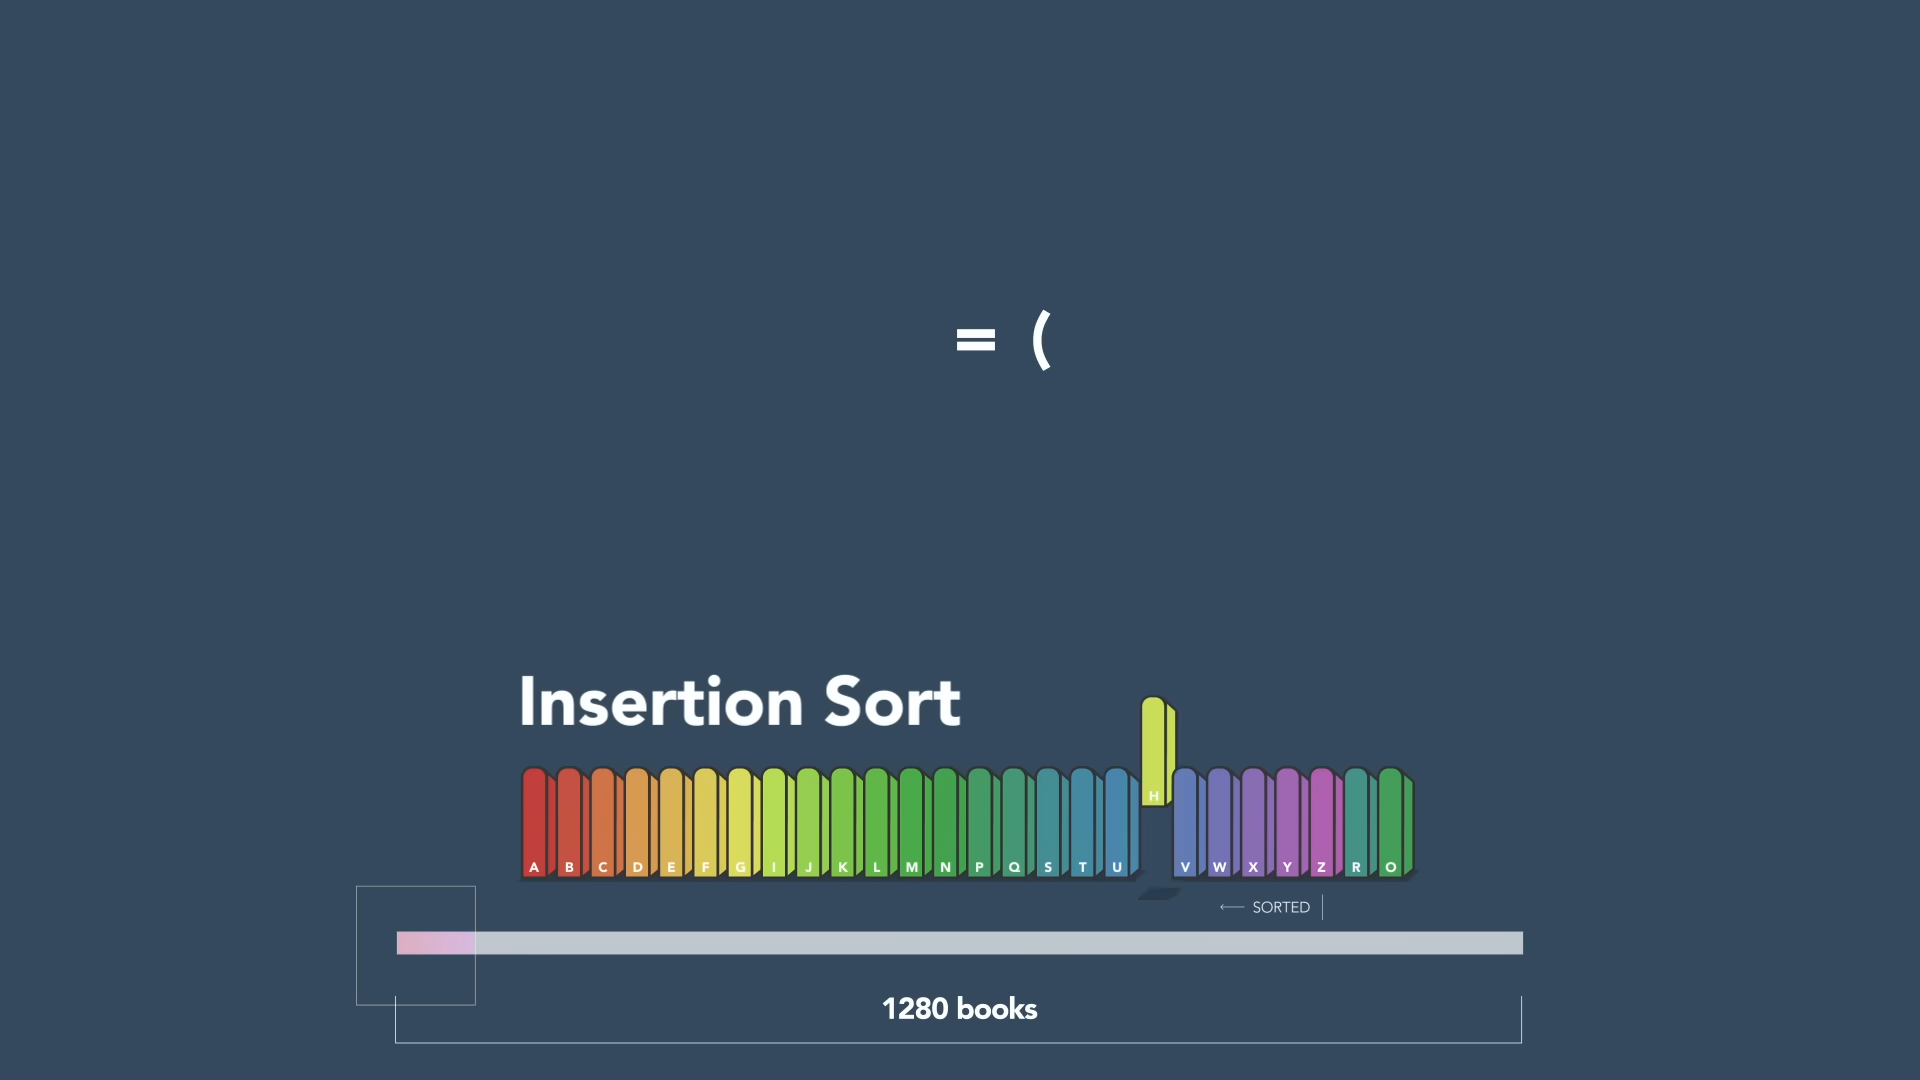 = (
Insertion Sort
H
A B C D E F G I J K L M N P Q S T U V W X Y Z R O
← SORTED
1280 books